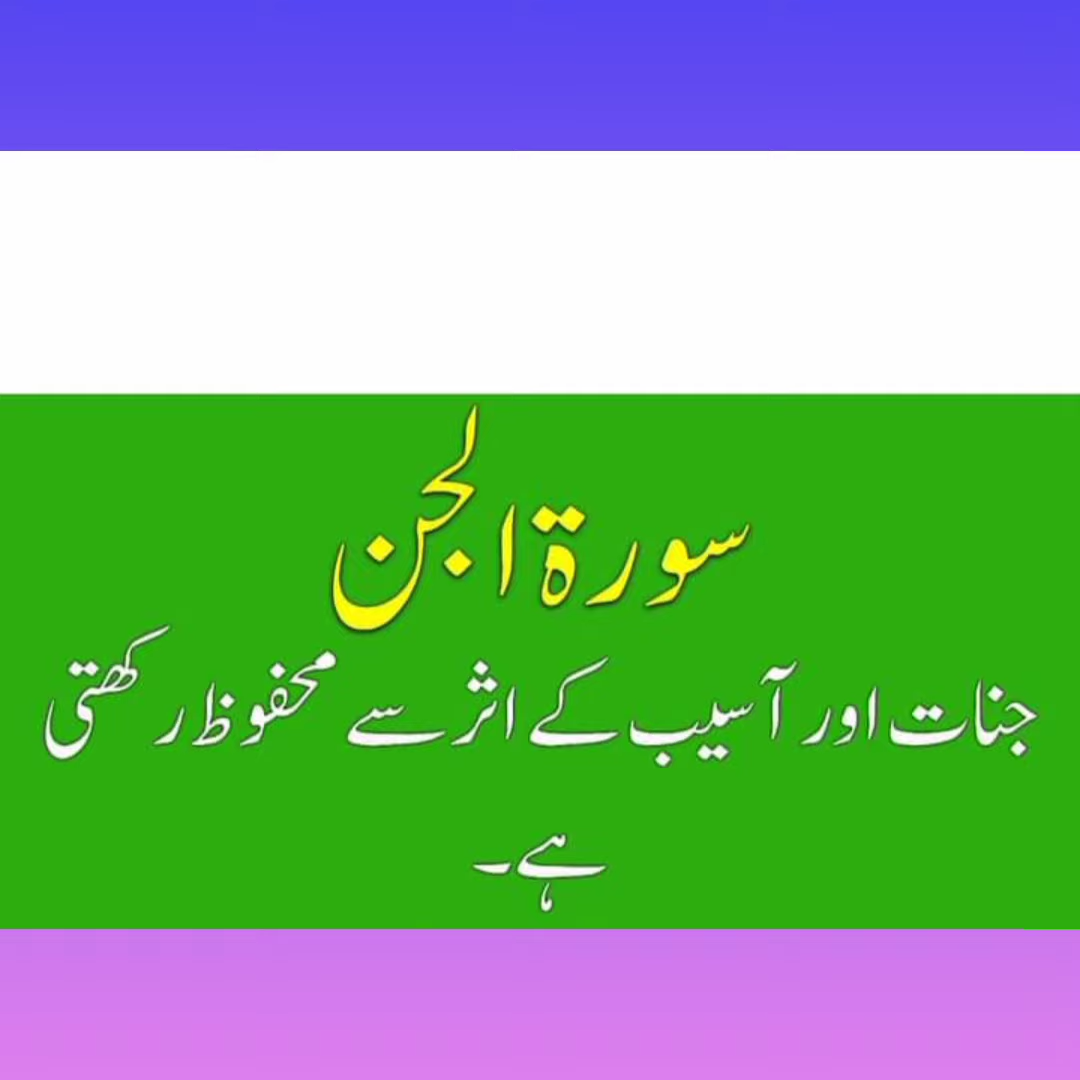 سورۃ الجن
جنات اور آسیب کے اثر سے محفوظ رکھتی
ہے۔